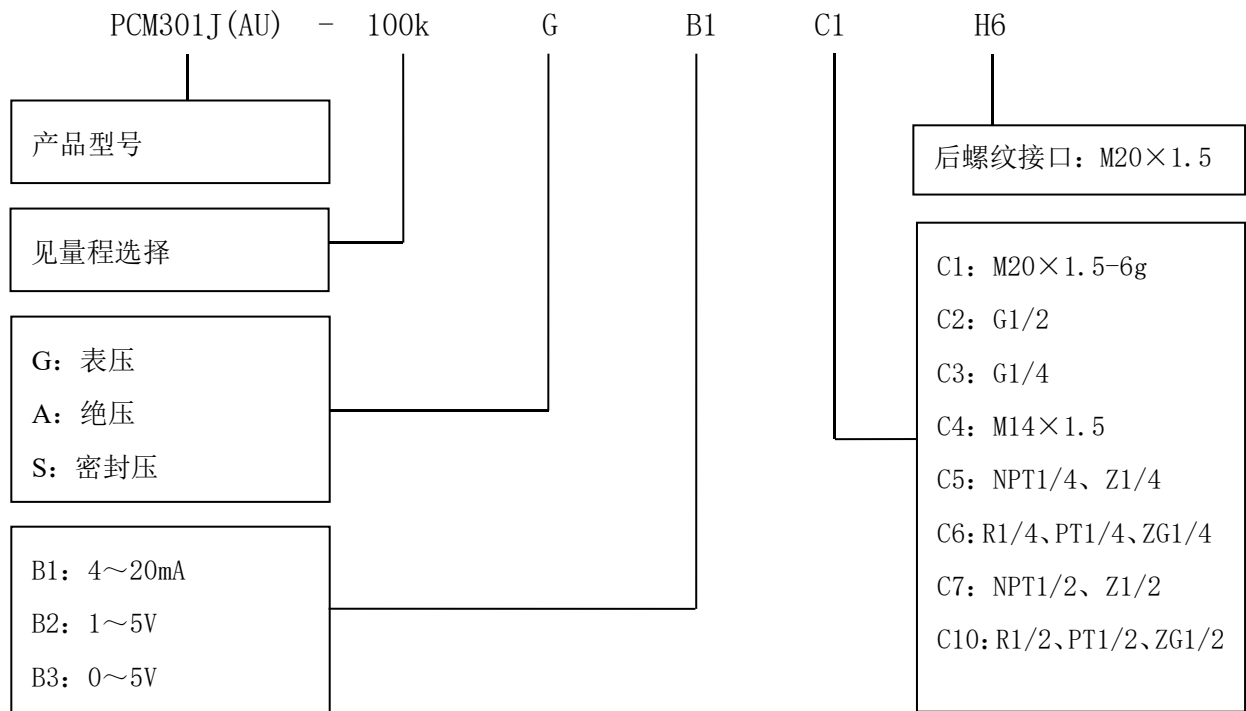 PCM301J(AU) - 100k G B1 C1 H6
产品型号
后螺纹接口：M20×1.5
见量程选择
G：表压
A：绝压
S：密封压
B1：4～20mA
B2：1～5V
B3：0～5V
C1：M20×1.5-6g
C2：G1/2
C3：G1/4
C4：M14×1.5
C5：NPT1/4、Z1/4
C6：R1/4、PT1/4、ZG1/4
C7：NPT1/2、Z1/2
C10：R1/2、PT1/2、ZG1/2